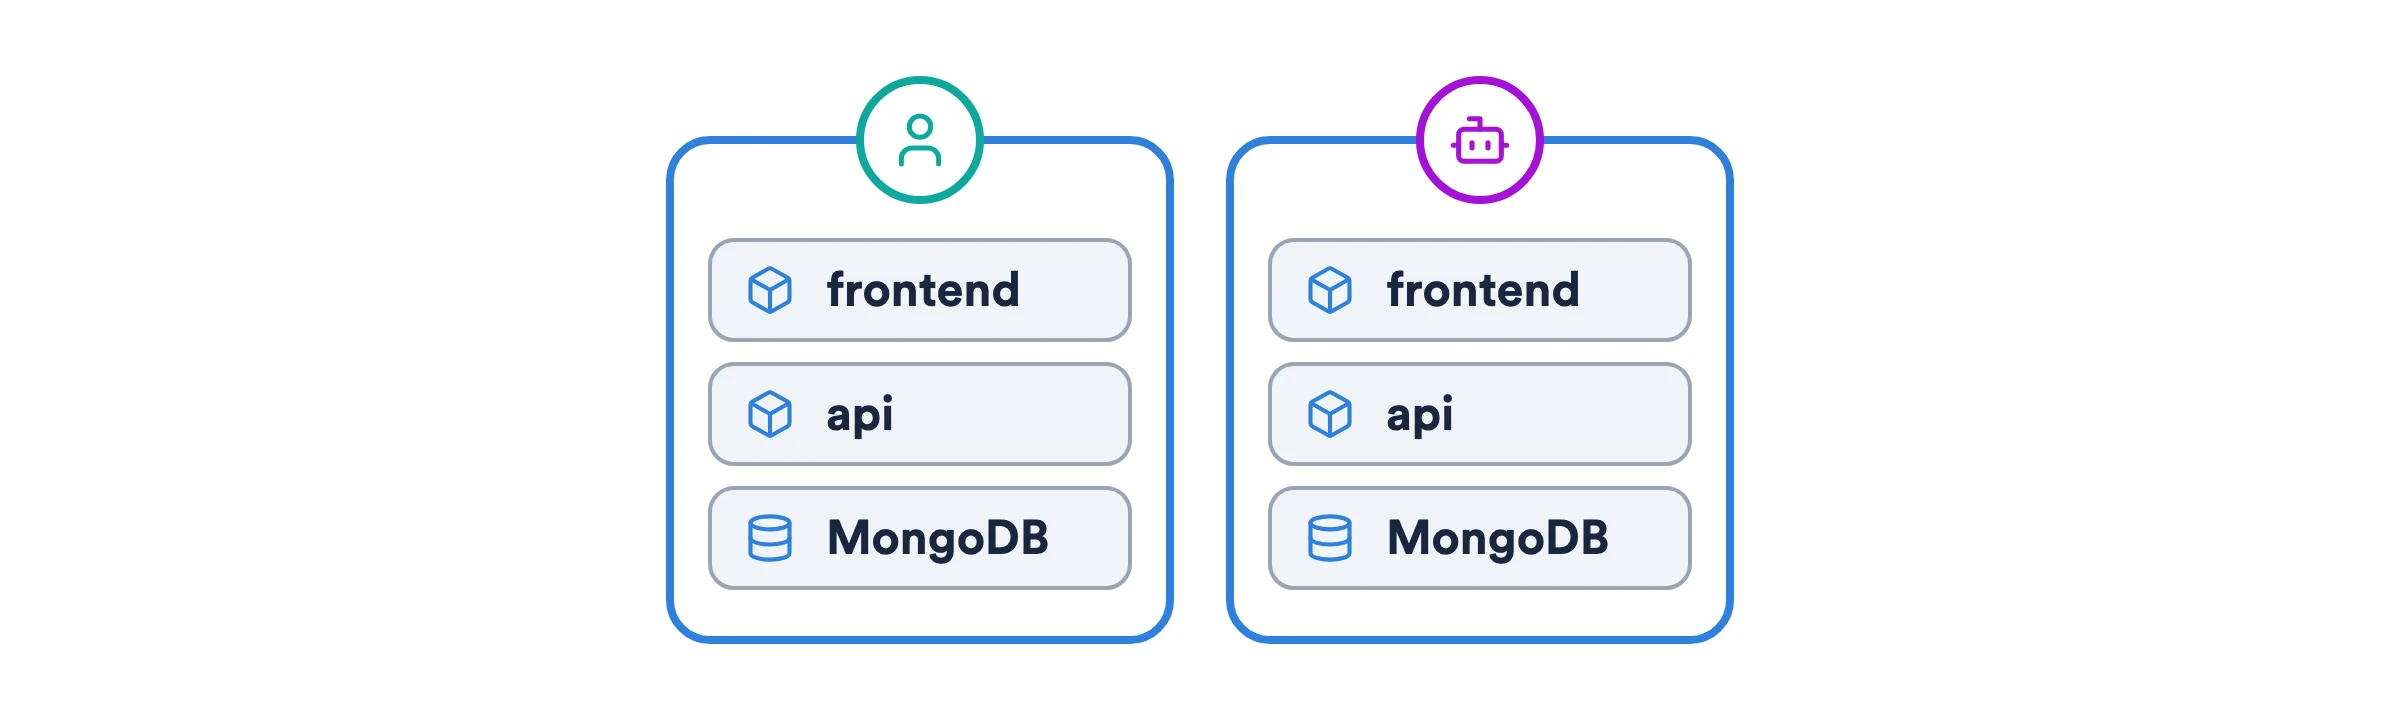 frontend
api
MongoDB
frontend
api
MongoDB